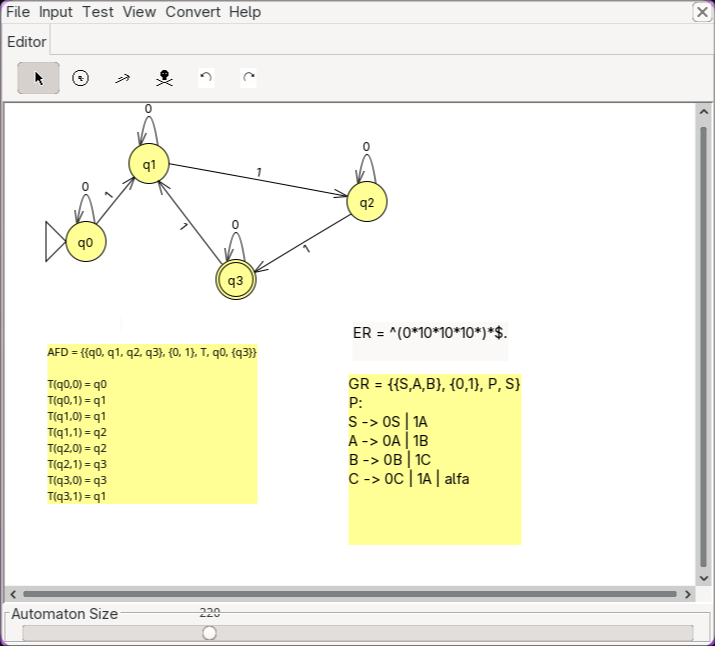 File Input Test View Convert Help
Editor
0
q1
0
1
1
q2
0
q0
1
0
q3
1
ER = ^(0*10*10*10*)*$.
AFD = {{q0, q1, q2, q3}, {0, 1}, T, q0, {q3}}
T(q0,0) = q0
T(q0,1) = q1
T(q1,0) = q1
T(q1,1) = q2
T(q2,0) = q2
T(q2,1) = q3
T(q3,0) = q3
T(q3,1) = q1
GR = {{S,A,B}, {0,1}, P, S}
P:
S -> 0S | 1A
A -> 0A | 1B
B -> 0B | 1C
C -> 0C | 1A | alfa
Automaton Size
220